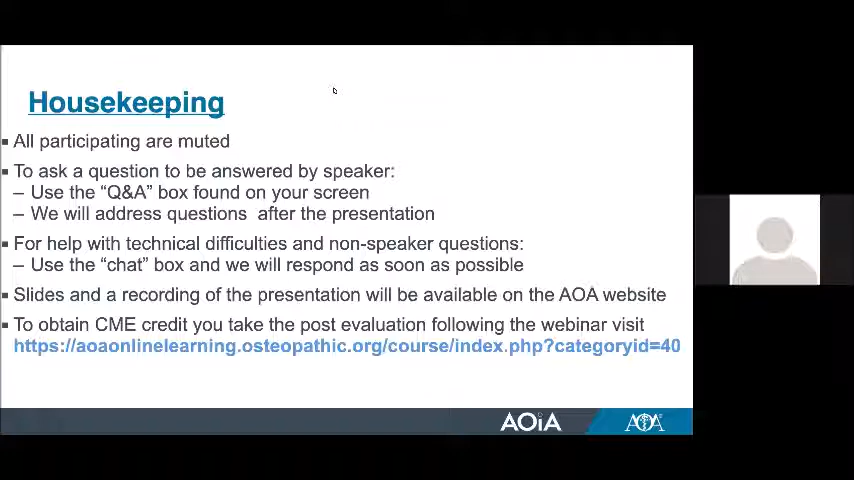 Housekeeping
▪ All participating are muted
▪ To ask a question to be answered by speaker:
– Use the “Q&A” box found on your screen
– We will address questions  after the presentation
▪ For help with technical difficulties and non-speaker questions:
– Use the “chat” box and we will respond as soon as possible
▪ Slides and a recording of the presentation will be available on the AOA website
▪ To obtain CME credit you take the post evaluation following the webinar visit
https://aoaonlinelearning.osteopathic.org/course/index.php?categoryid=40
AOiA
AOA